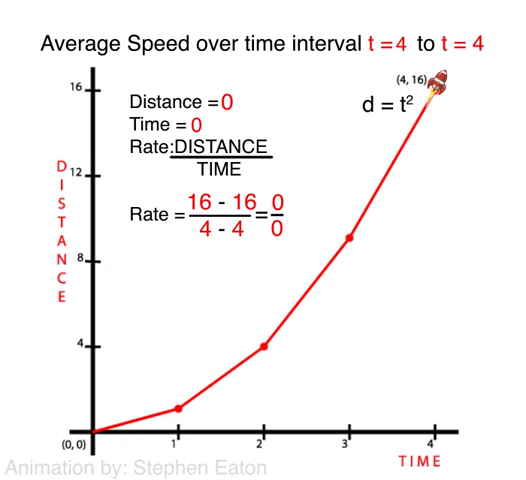 Average Speed over time interval t = 4 to t = 4
16
(4, 16)
d = t²
Distance = 0
Time = 0
Rate: DISTANCE
TIME
Rate = 16 - 16 = 0
4 - 4 0
DISTANCE
12
8
4
(0, 0)
1
2
3
4
TIME
Animation by: Stephen Eaton